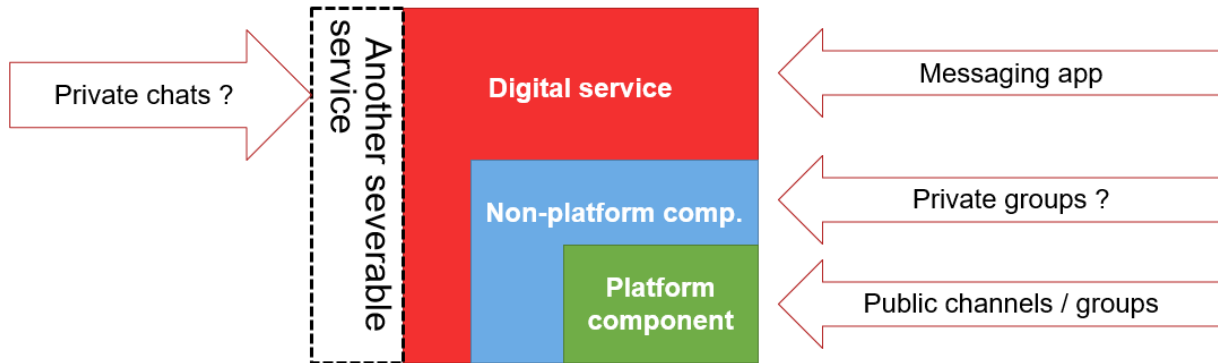 Private chats ?
Another severable
service
Digital service
Messaging app
Non-platform comp.
Private groups ?
Platform
component
Public channels / groups